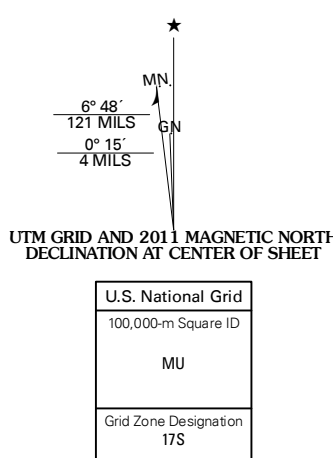 ★
MN.
6° 48´
121 MILS
GN
0° 15´
4 MILS
UTM GRID AND 2011 MAGNETIC NORTH
DECLINATION AT CENTER OF SHEET
U.S. National Grid
100,000-m Square ID
MU
Grid Zone Designation
17S